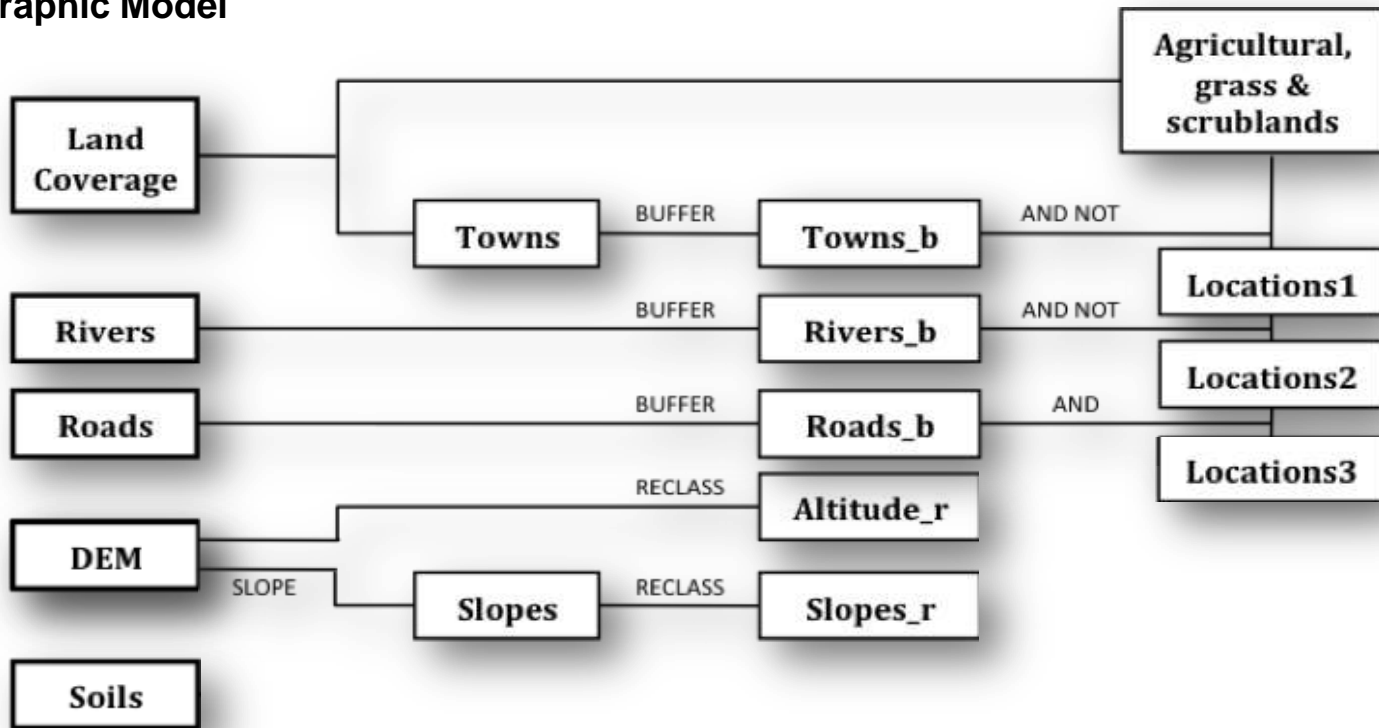 raphic Model
Agricultural,
grass &
scrublands
Land
Coverage
Towns
BUFFER
Towns_b
AND NOT
Locations1
Rivers
BUFFER
Rivers_b
AND NOT
Locations2
Roads
BUFFER
Roads_b
AND
Locations3
RECLASS
Altitude_r
DEM
SLOPE
Slopes
RECLASS
Slopes_r
Soils